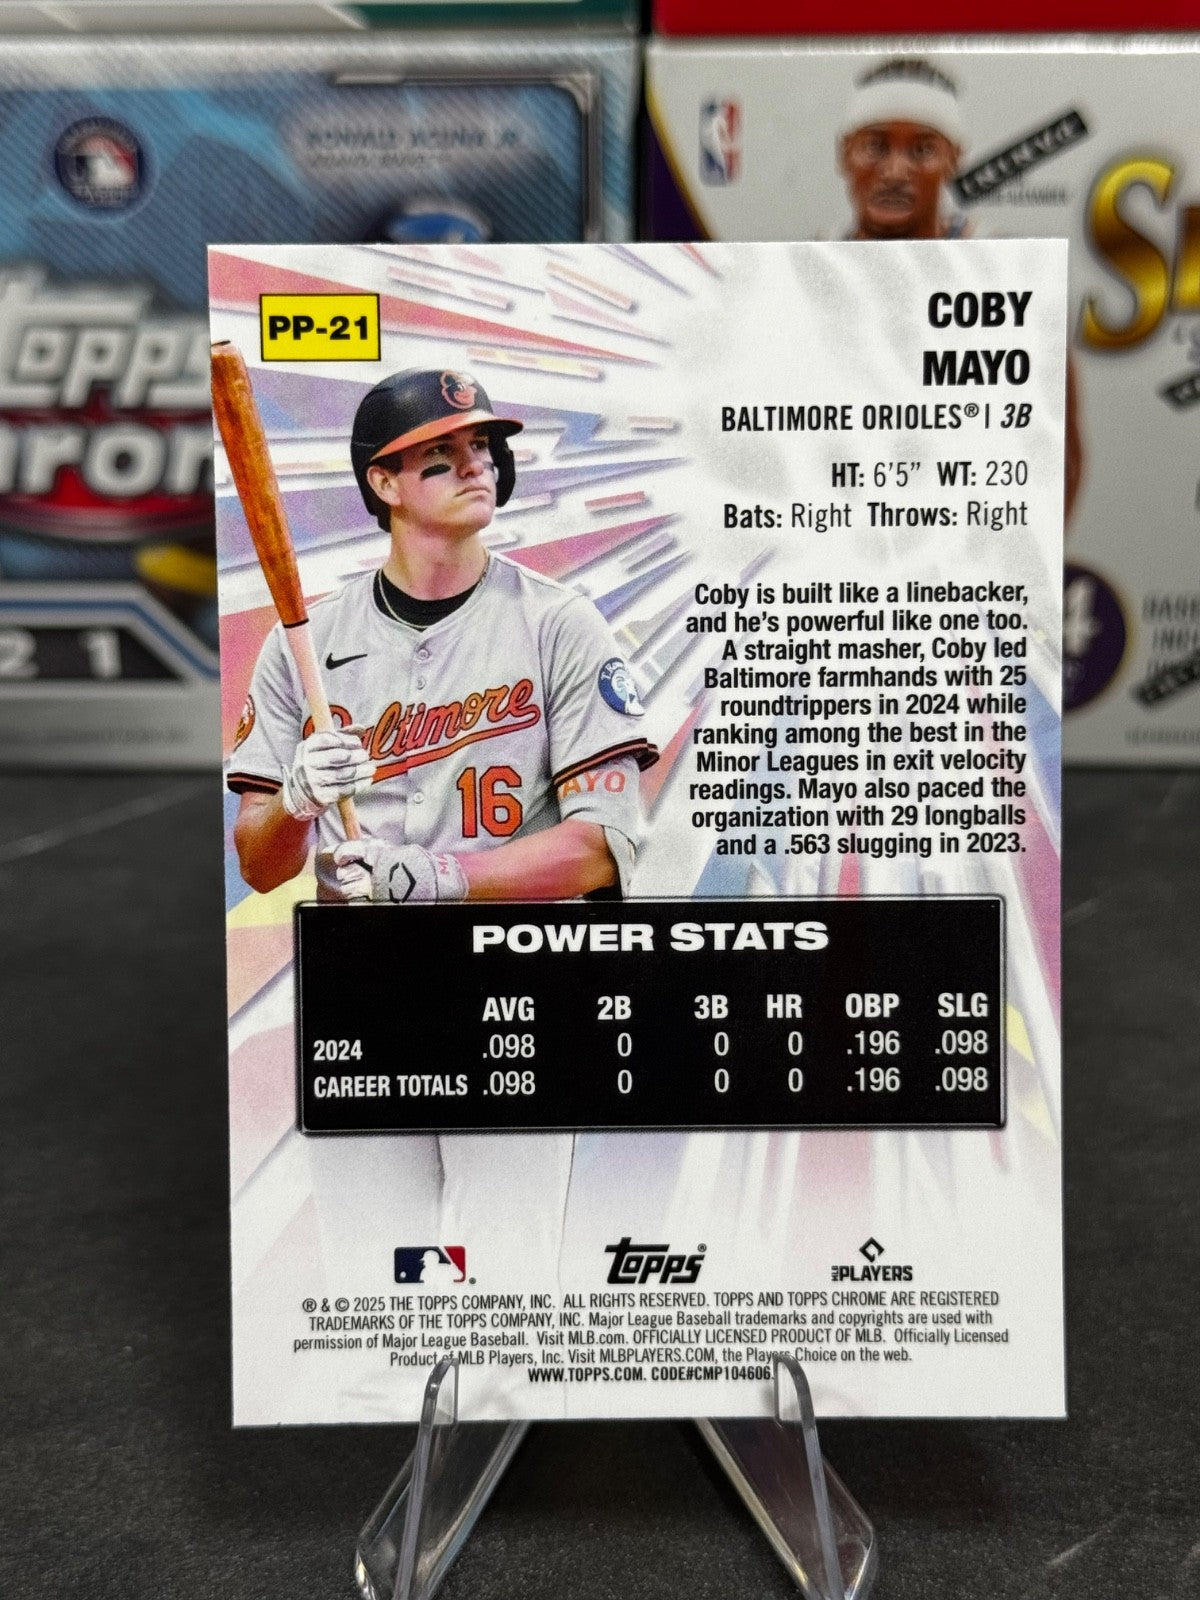 Topps
21
PP-21
COBY
MAYO
BALTIMORE ORIOLES® | 3B
HT: 6'5” WT: 230
Bats: Right Throws: Right
Coby is built like a linebacker,
and he's powerful like one too.
A straight masher, Coby led
Baltimore farmhands with 25
roundtrippers in 2024 while
ranking among the best in the
Minor Leagues in exit velocity
readings. Mayo also paced the
organization with 29 longballs
and a .563 slugging in 2023.
Baltimore
16
POWER STATS
AVG 2B 3B HR OBP SLG
2024 .098 0 0 0 .196 .098
CAREER TOTALS .098 0 0 0 .196 .098
Topps®
MLB PLAYERS
® & © 2025 THE TOPPS COMPANY, INC. ALL RIGHTS RESERVED. TOPPS AND TOPPS CHROME ARE REGISTERED
TRADEMARKS OF THE TOPPS COMPANY, INC. Major League Baseball trademarks and copyrights are used with
permission of Major League Baseball. Visit MLB.com. OFFICIALLY LICENSED PRODUCT OF MLB. Officially Licensed
Product of MLB Players, Inc. Visit MLBPLAYERS.COM, the Players Choice on the web.
WWW.TOPPS.COM. CODE#CMP104606